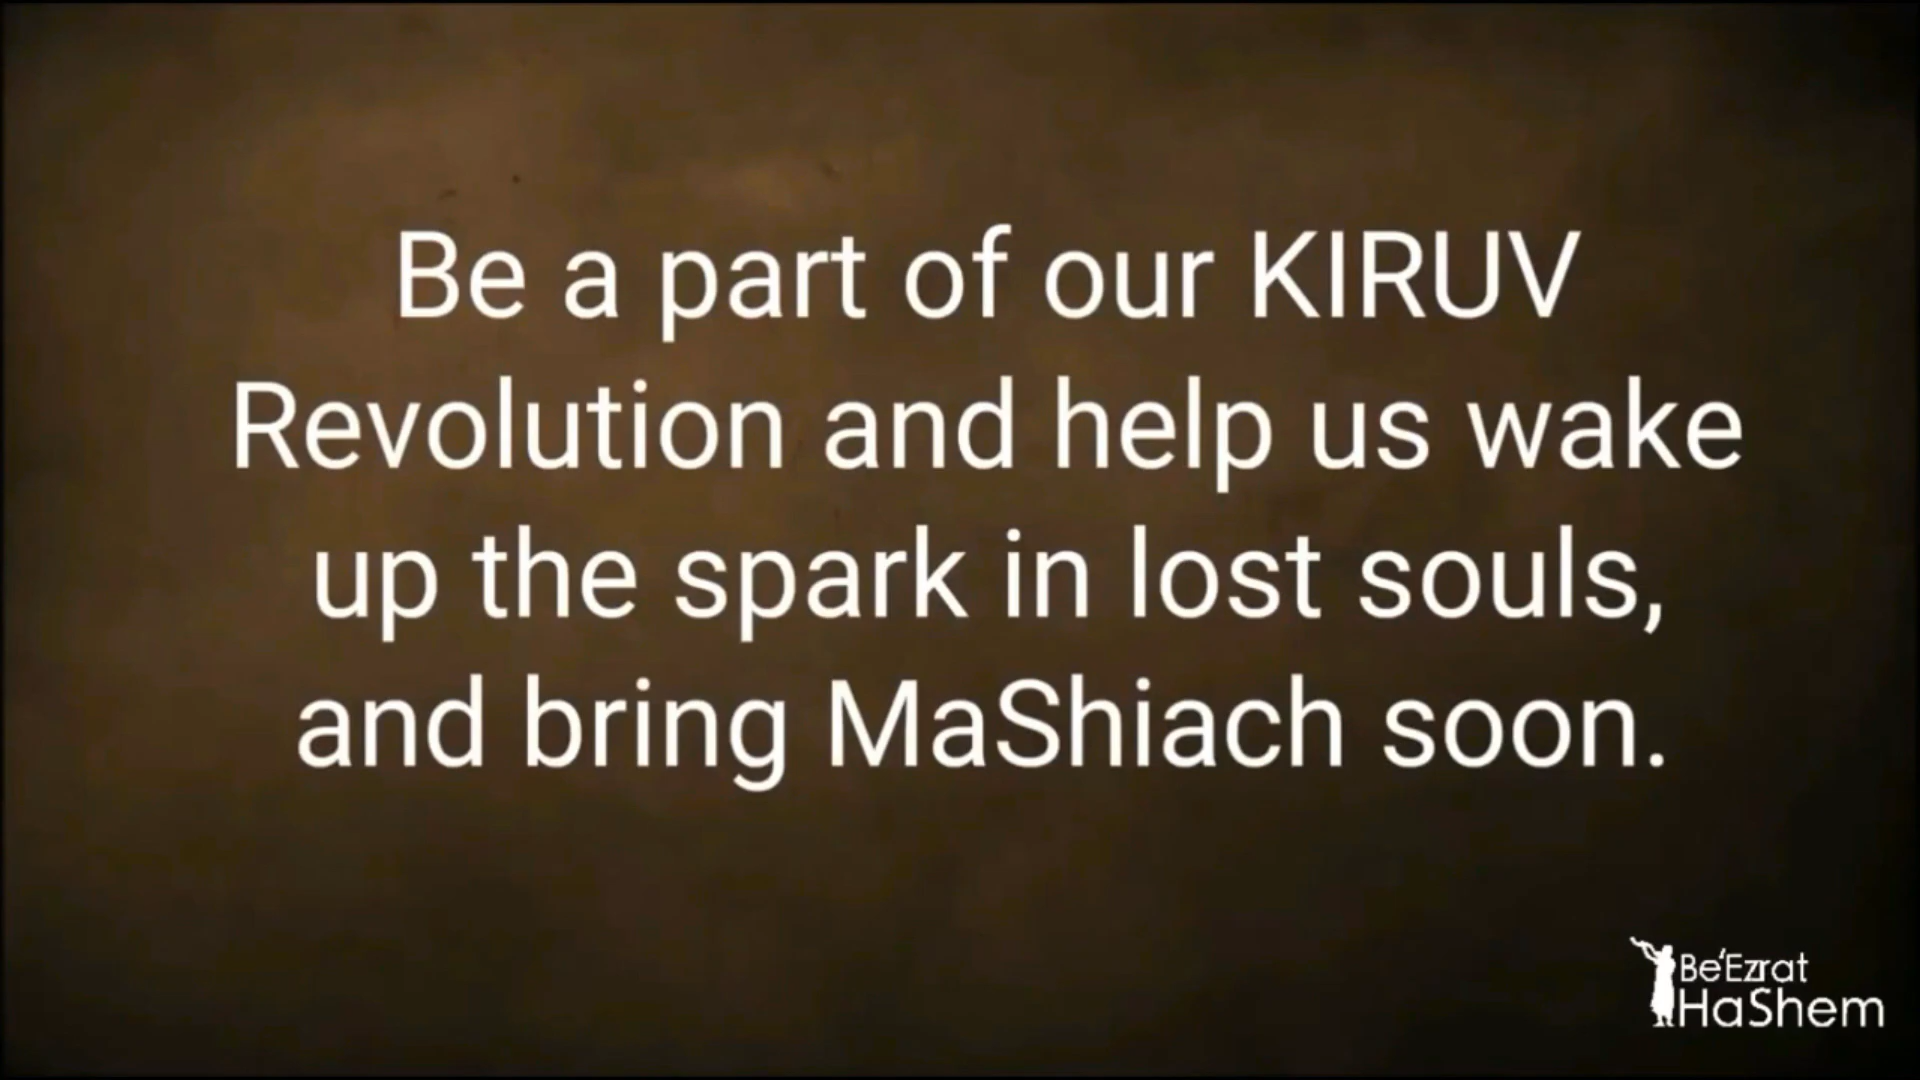 Be a part of our KIRUV
Revolution and help us wake
up the spark in lost souls,
and bring MaShiach soon.
Be'Ezrat
HaShem